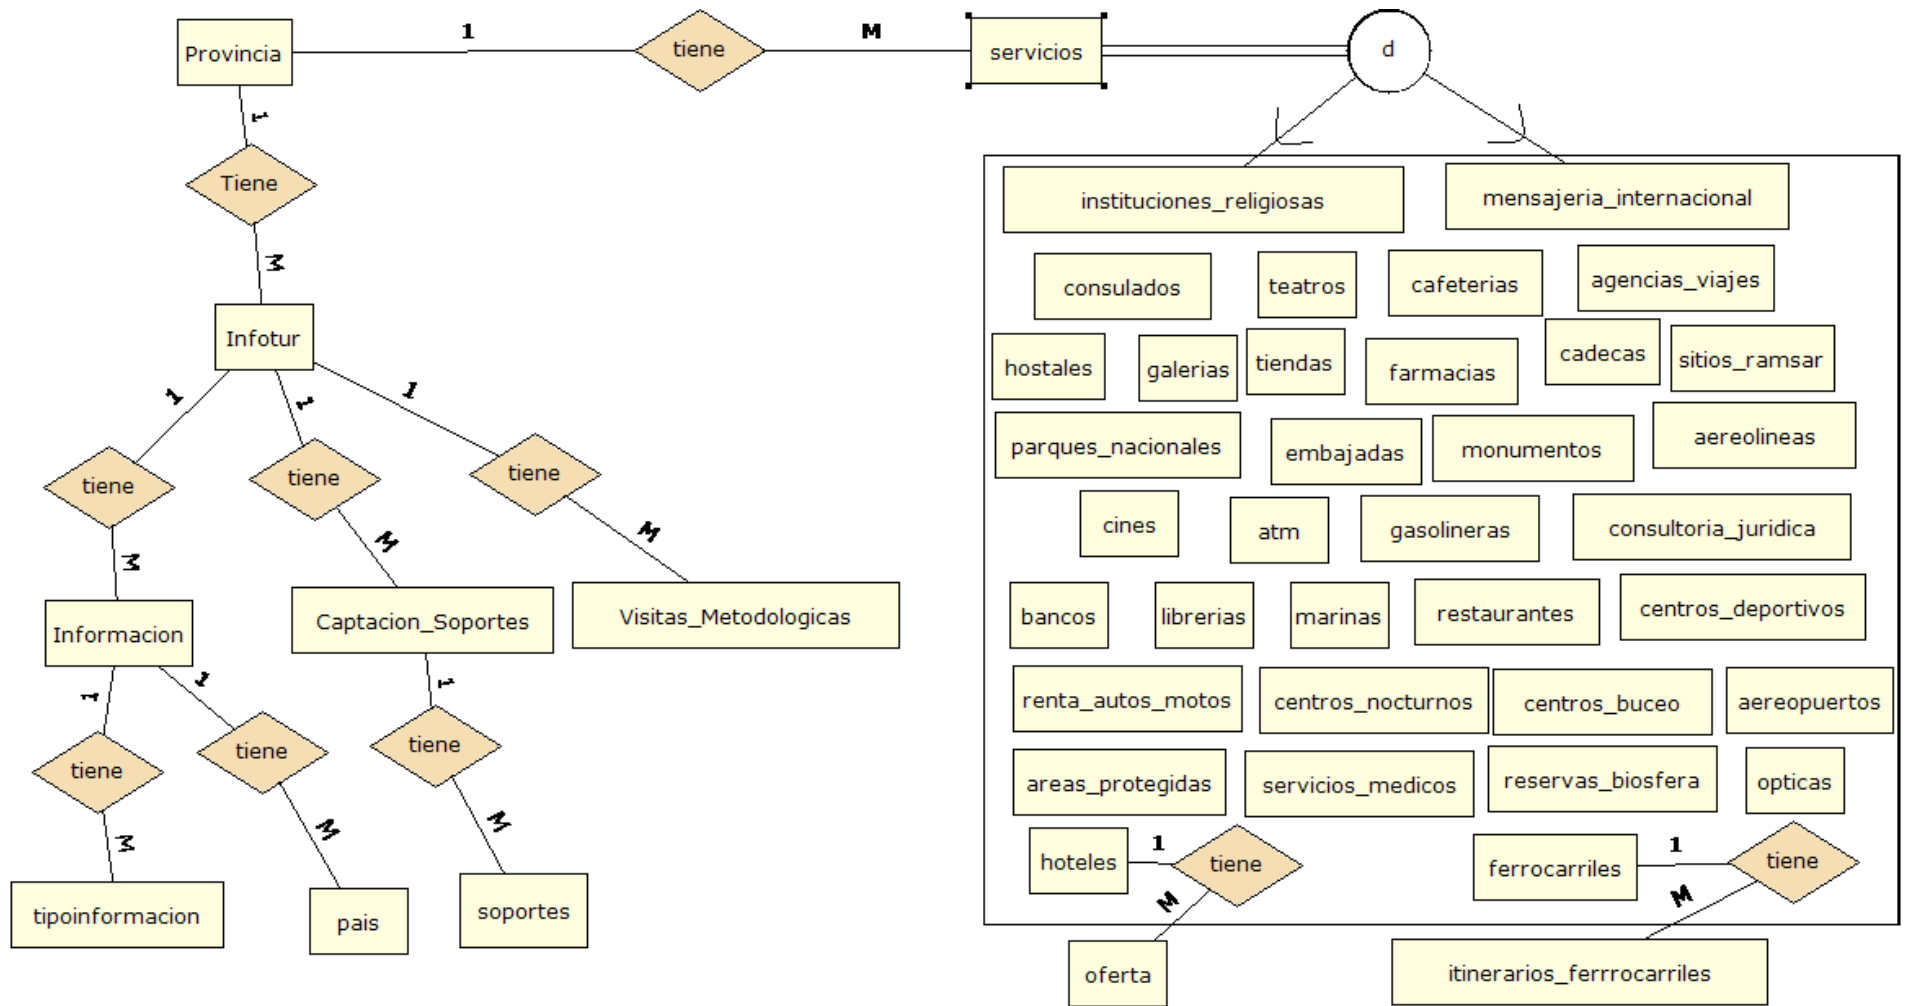 Provincia
1
tiene
M
servicios
d
1
Tiene
M
Infotur
1
1
1
tiene
tiene
tiene
M
M
M
Informacion
Captacion_Soportes
Visitas_Metodologicas
1
1
1
tiene
tiene
tiene
M
M
M
tipoinformacion
pais
soportes
instituciones_religiosas
mensajeria_internacional
consulados
teatros
cafeterias
agencias_viajes
hostales
galerias
tiendas
farmacias
cadecas
sitios_ramsar
parques_nacionales
embajadas
monumentos
aereolineas
cines
atm
gasolineras
consultoria_juridica
bancos
librerias
marinas
restaurantes
centros_deportivos
renta_autos_motos
centros_nocturnos
centros_buceo
aereopuertos
areas_protegidas
servicios_medicos
reservas_biosfera
opticas
hoteles
1
tiene
M
ferrocarriles
1
tiene
M
oferta
itinerarios_ferrrocarriles